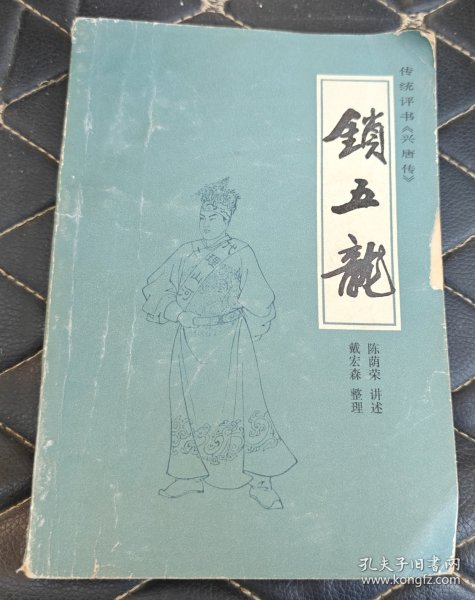 传统评书《兴唐传》
鎖五龍
陈荫荣 讲述
戴宏森 整理
孔夫子旧书网
book.kongfz.com